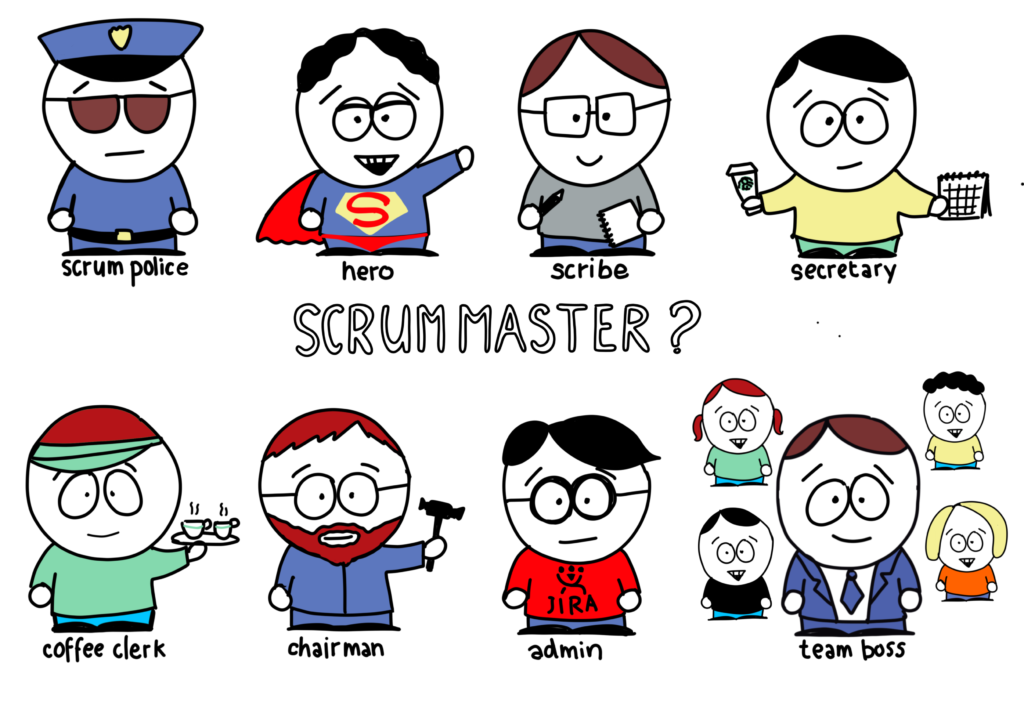 S
scrum police
hero
scribe
secretary
SCRUM MASTER?
JIRA
coffee clerk
chairman
admin
team boss